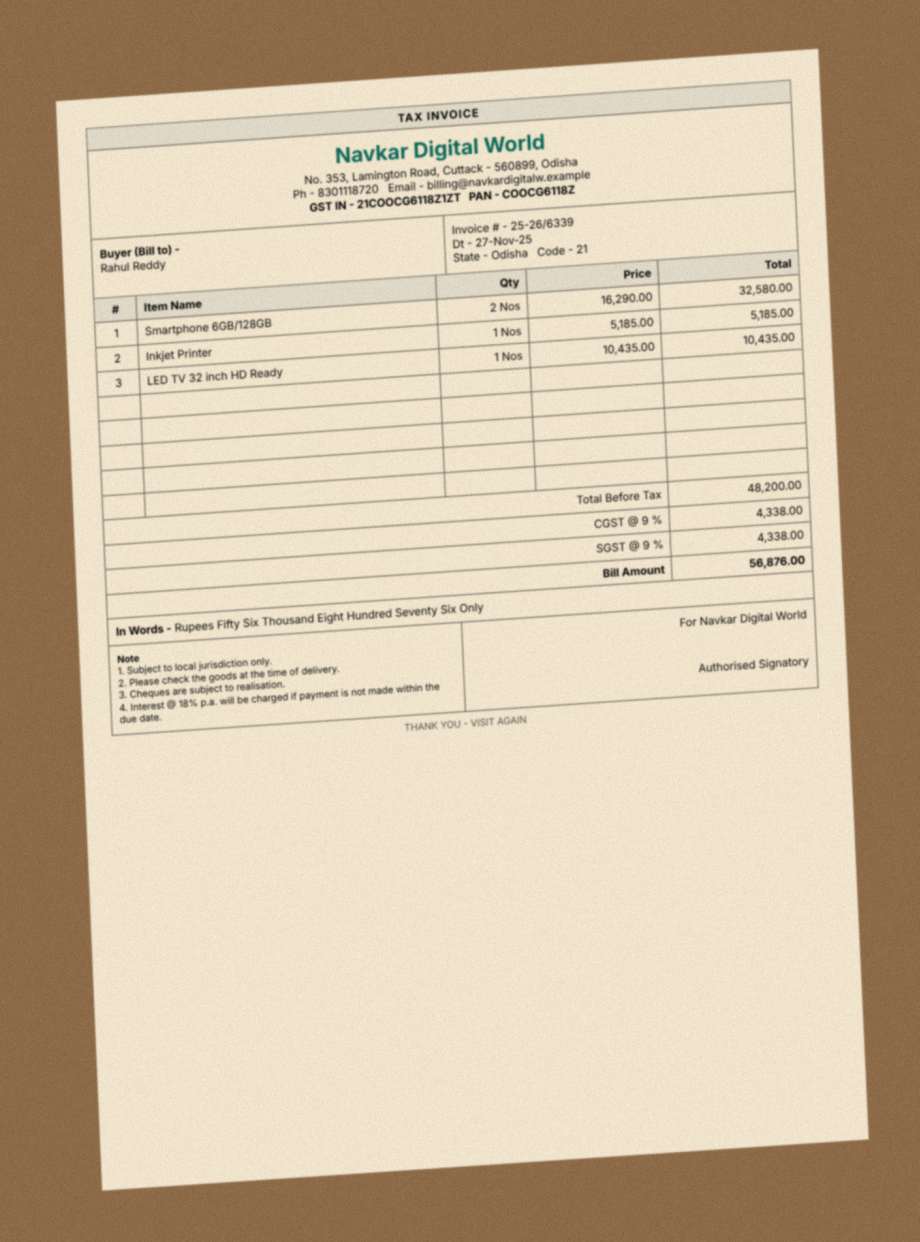 TAX INVOICE
Navkar Digital World
No. 353, Lamington Road, Cuttack - 560899, Odisha
Ph - 8301118720 Email - billing@navkardigitalw.example
GST IN - 21COOCG6118Z1ZT PAN - COOCG6118Z
Buyer (Bill to) -
Rahul Reddy
Invoice # - 25-26/6339
Dt - 27-Nov-25
State - Odisha Code - 21
# Item Name Qty Price Total
1 Smartphone 6GB/128GB 2 Nos 16,290.00 32,580.00
2 Inkjet Printer 1 Nos 5,185.00 5,185.00
3 LED TV 32 inch HD Ready 1 Nos 10,435.00 10,435.00
Total Before Tax 48,200.00
CGST @ 9 % 4,338.00
SGST @ 9 % 4,338.00
Bill Amount 56,876.00
In Words - Rupees Fifty Six Thousand Eight Hundred Seventy Six Only
Note
1. Subject to local jurisdiction only.
2. Please check the goods at the time of delivery.
3. Cheques are subject to realisation.
4. Interest @ 18% p.a. will be charged if payment is not made within the
due date.
For Navkar Digital World
Authorised Signatory
THANK YOU - VISIT AGAIN